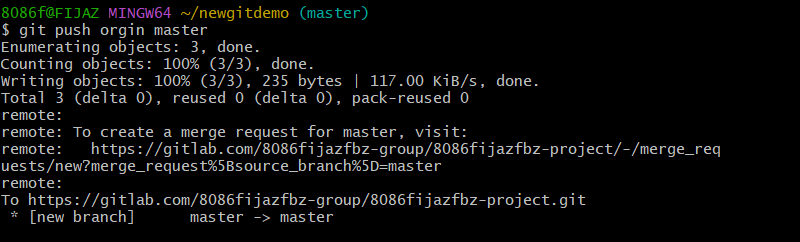 8086f@FIJAZ MINGW64 ~/newgitdemo (master)
$ git push orgin master
Enumerating objects: 3, done.
Counting objects: 100% (3/3), done.
Writing objects: 100% (3/3), 235 bytes | 117.00 KiB/s, done.
Total 3 (delta 0), reused 0 (delta 0), pack-reused 0
remote:
remote: To create a merge request for master, visit:
remote:   https://gitlab.com/8086fijazfbz-group/8086fijazfbz-project/-/merge_req
uests/new?merge_request%5Bsource_branch%5D=master
remote:
To https://gitlab.com/8086fijazfbz-group/8086fijazfbz-project.git
 * [new branch]      master -> master